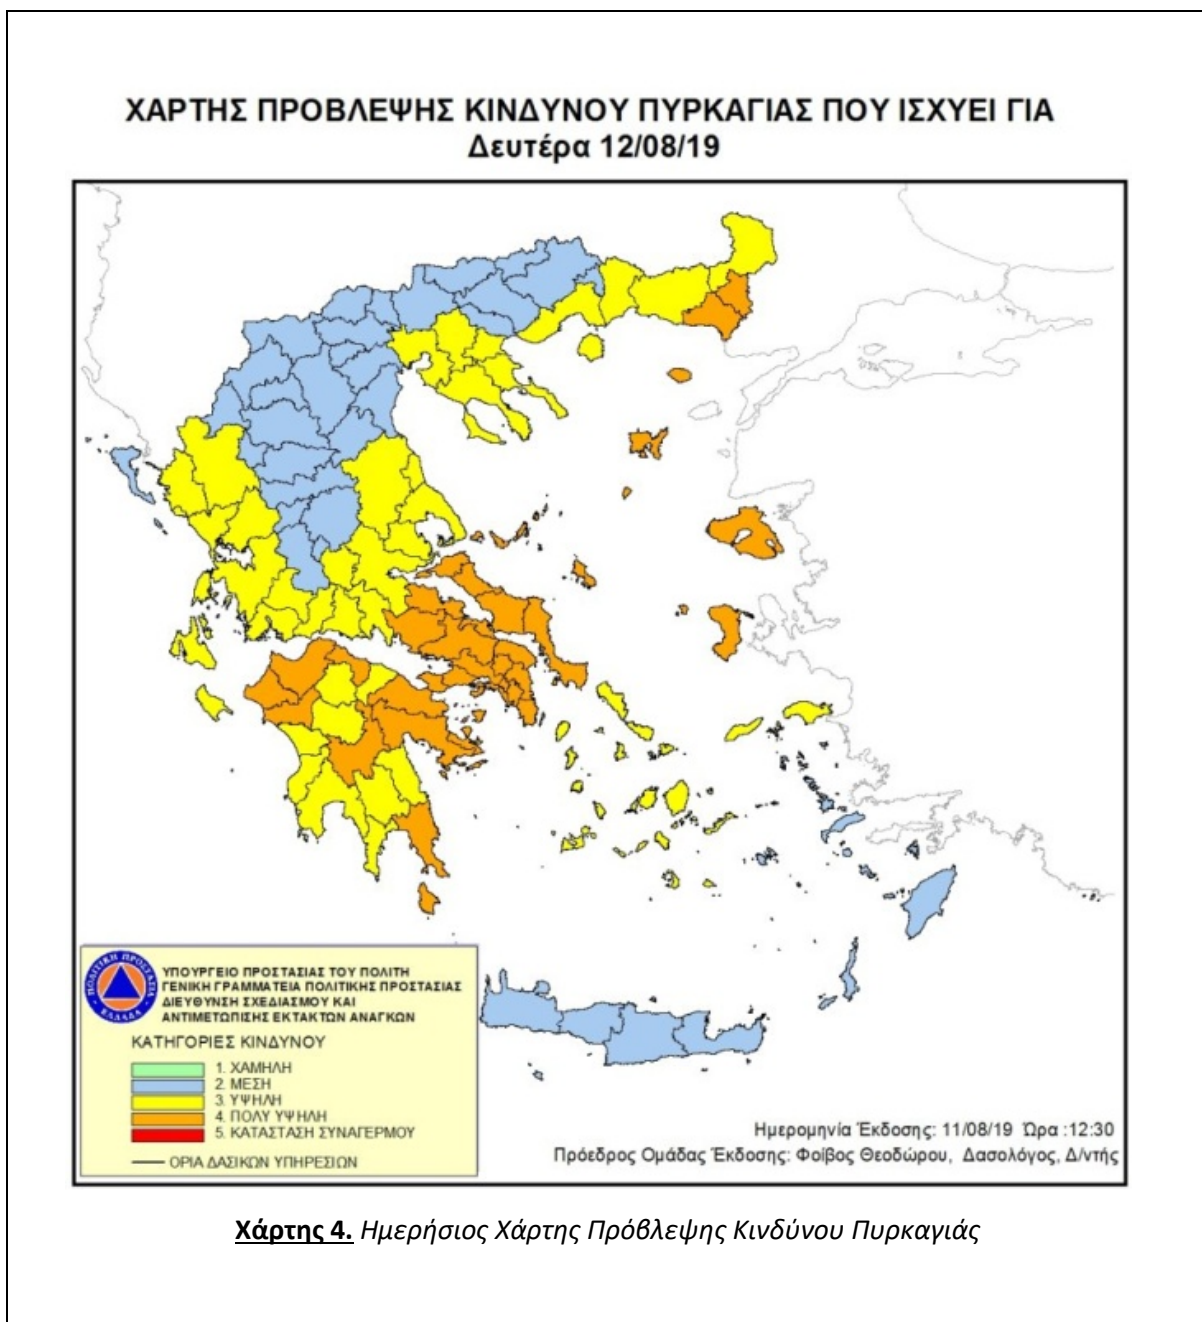 ΧΑΡΤΗΣ ΠΡΟΒΛΕΨΗΣ ΚΙΝΔΥΝΟΥ ΠΥΡΚΑΓΙΑΣ ΠΟΥ ΙΣΧΥΕΙ ΓΙΑ
Δευτέρα 12/08/19
ΠΟΛΙΤΙΚΗ ΠΡΟΣΤΑΣΙΑ
ΕΛΛΑΔΑ
ΥΠΟΥΡΓΕΙΟ ΠΡΟΣΤΑΣΙΑΣ ΤΟΥ ΠΟΛΙΤΗ
ΓΕΝΙΚΗ ΓΡΑΜΜΑΤΕΙΑ ΠΟΛΙΤΙΚΗΣ ΠΡΟΣΤΑΣΙΑΣ
ΔΙΕΥΘΥΝΣΗ ΣΧΕΔΙΑΣΜΟΥ ΚΑΙ
ΑΝΤΙΜΕΤΩΠΙΣΗΣ ΕΚΤΑΚΤΩΝ ΑΝΑΓΚΩΝ
ΚΑΤΗΓΟΡΙΕΣ ΚΙΝΔΥΝΟΥ
1. ΧΑΜΗΛΗ
2. ΜΕΣΗ
3. ΥΨΗΛΗ
4. ΠΟΛΥ ΥΨΗΛΗ
5. ΚΑΤΑΣΤΑΣΗ ΣΥΝΑΓΕΡΜΟΥ
ΟΡΙΑ ΔΑΣΙΚΩΝ ΥΠΗΡΕΣΙΩΝ
Ημερομηνία Έκδοσης: 11/08/19 Ώρα :12:30
Πρόεδρος Ομάδας Έκδοσης: Φοίβος Θεοδώρου, Δασολόγος, Δ/ντής
Χάρτης 4. Ημερήσιος Χάρτης Πρόβλεψης Κινδύνου Πυρκαγιάς